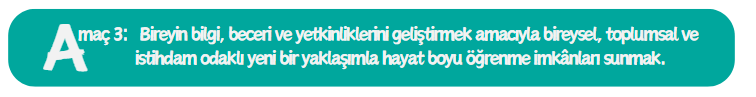 Amaç 3: Bireyin bilgi, beceri ve yetkinliklerini geliştirmek amacıyla bireysel, toplumsal ve
istihdam odaklı yeni bir yaklaşımla hayat boyu öğrenme imkânları sunmak.